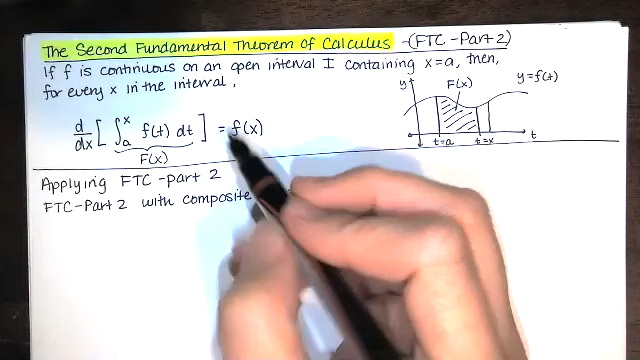 The Second Fundamental Theorem of Calculus -(FTC-Part 2)
If f is continuous on an open interval I containing x=a, then,
for every x in the interval,
d/dx [ ∫_a^x f(t) dt ] = f(x)
F(x)
y
F(x)
y=f(t)
t=a
t=x
t
Applying FTC-part 2
FTC-Part 2 with composite